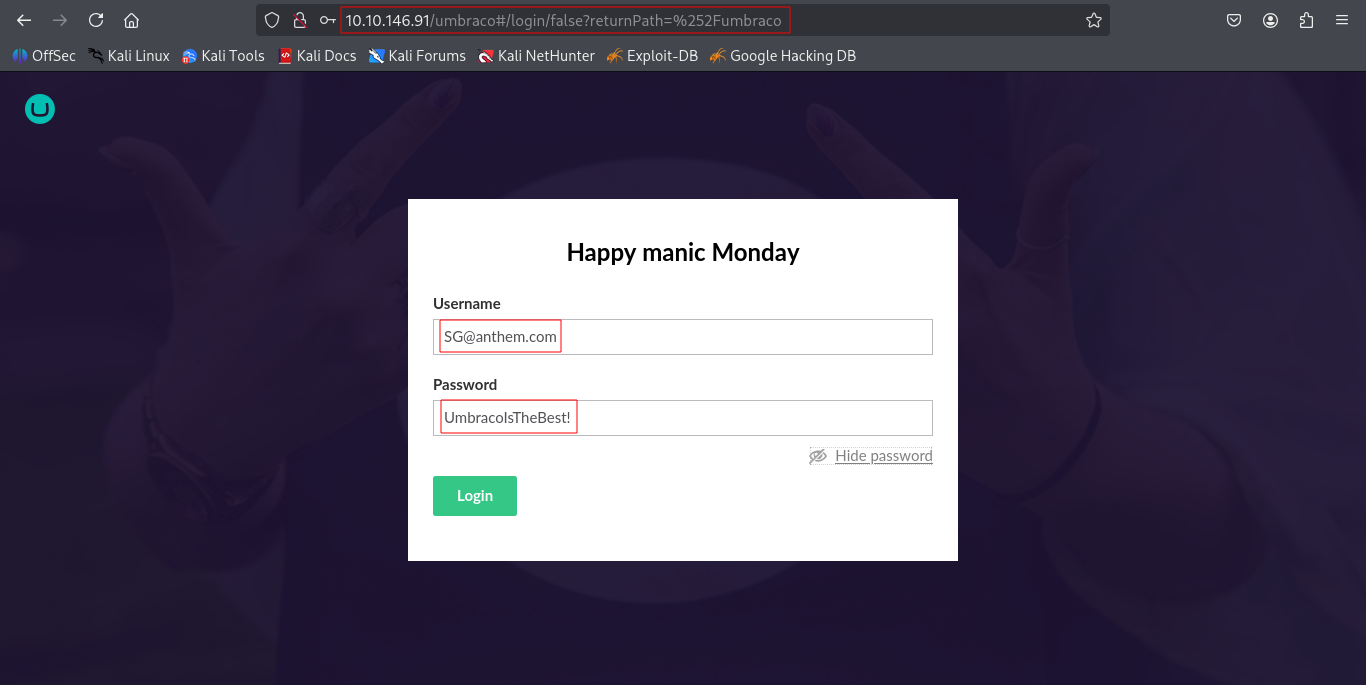 10.10.146.91/umbraco#/login/false?returnPath=%252Fumbraco
OffSec Kali Linux Kali Tools Kali Docs Kali Forums Kali NetHunter Exploit-DB Google Hacking DB
Happy manic Monday
Username
SG@anthem.com
Password
UmbracoIsTheBest!
Hide password
Login